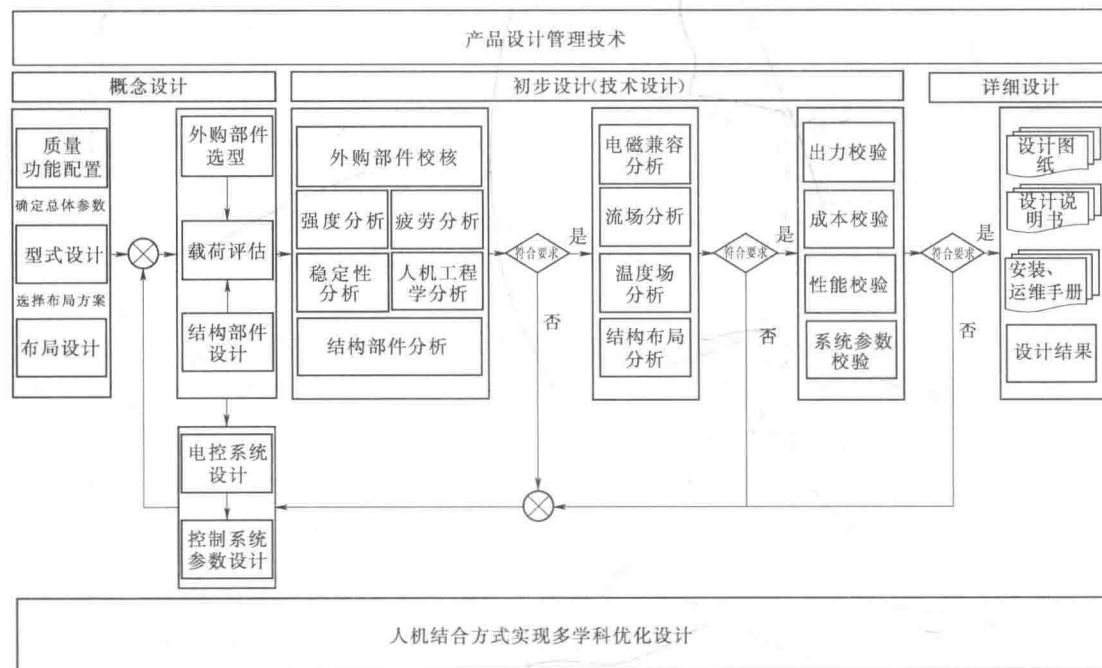 产品设计管理技术
概念设计
初步设计(技术设计)
详细设计
质量
功能配置
确定总体参数
型式设计
选择布局方案
布局设计
外购部件
选型
载荷评估
结构部件
设计
电控系统
设计
控制系统
参数设计
外购部件校核
强度分析
疲劳分析
稳定性
分析
人机工程
学分析
结构部件分析
符合要求
是
否
电磁兼容
分析
流场分析
温度场
分析
结构布局
分析
符合要求
是
否
出力校验
成本校验
性能校验
系统参数
校验
符合要求
是
否
设计图
纸
设计说
明书
安装、
运维手册
设计结果
人机结合方式实现多学科优化设计